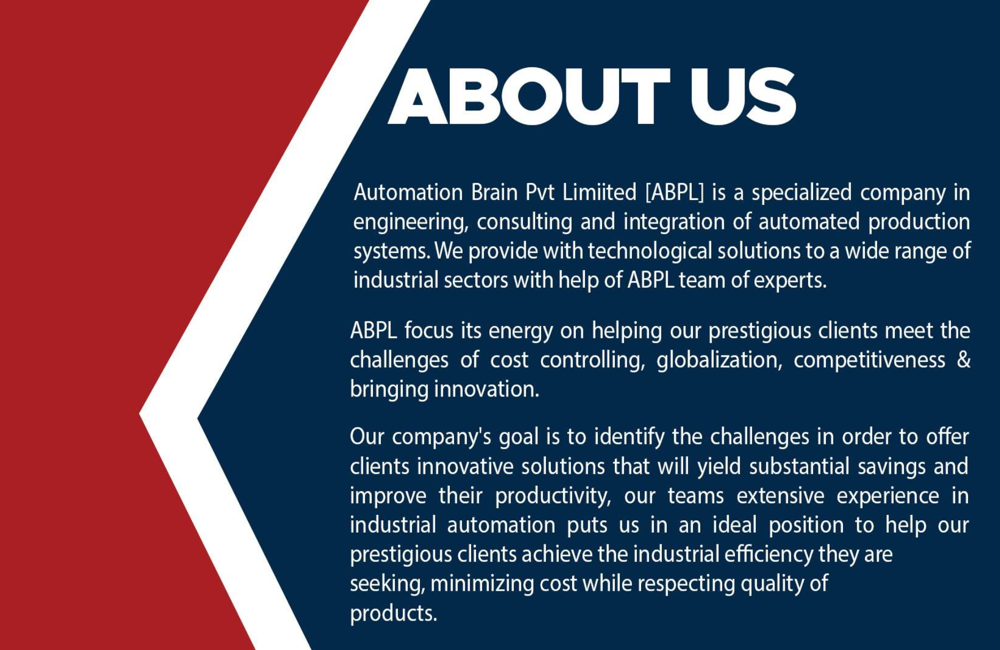 ABOUT US
Automation Brain Pvt Limiited [ABPL] is a specialized company in
engineering, consulting and integration of automated production
systems. We provide with technological solutions to a wide range of
industrial sectors with help of ABPL team of experts.
ABPL focus its energy on helping our prestigious clients meet the
challenges of cost controlling, globalization, competitiveness &
bringing innovation.
Our company's goal is to identify the challenges in order to offer
clients innovative solutions that will yield substantial savings and
improve their productivity, our teams extensive experience in
industrial automation puts us in an ideal position to help our
prestigious clients achieve the industrial efficiency they are
seeking, minimizing cost while respecting quality of
products.